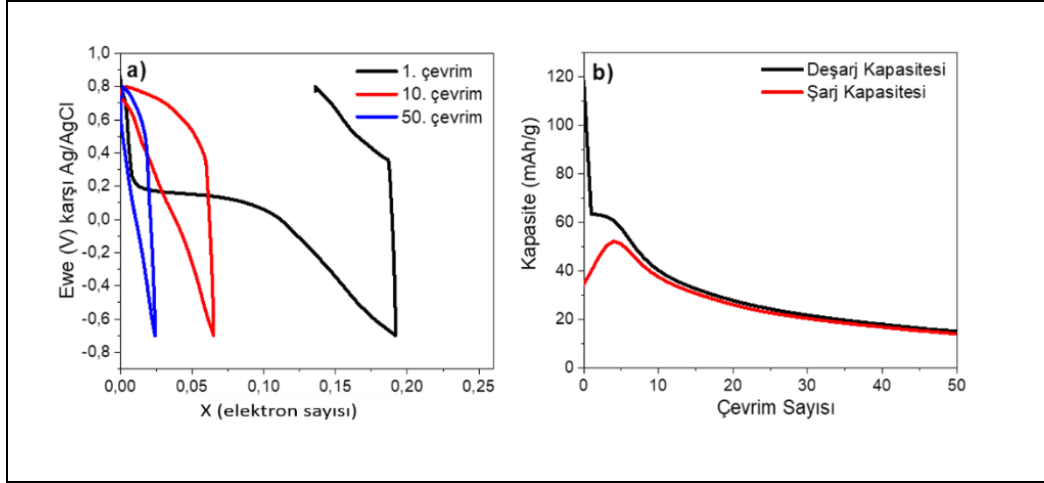 a)
1. çevrim
10. çevrim
50. çevrim
1,0
0,8
0,6
0,4
0,2
0,0
-0,2
-0,4
-0,6
-0,8
Ewe (V) karşı Ag/AgCl
0,00
0,05
0,10
0,15
0,20
0,25
X (elektron sayısı)
b)
Deşarj Kapasitesi
Şarj Kapasitesi
120
100
80
60
40
20
0
Kapasite (mAh/g)
0
10
20
30
40
50
Çevrim Sayısı